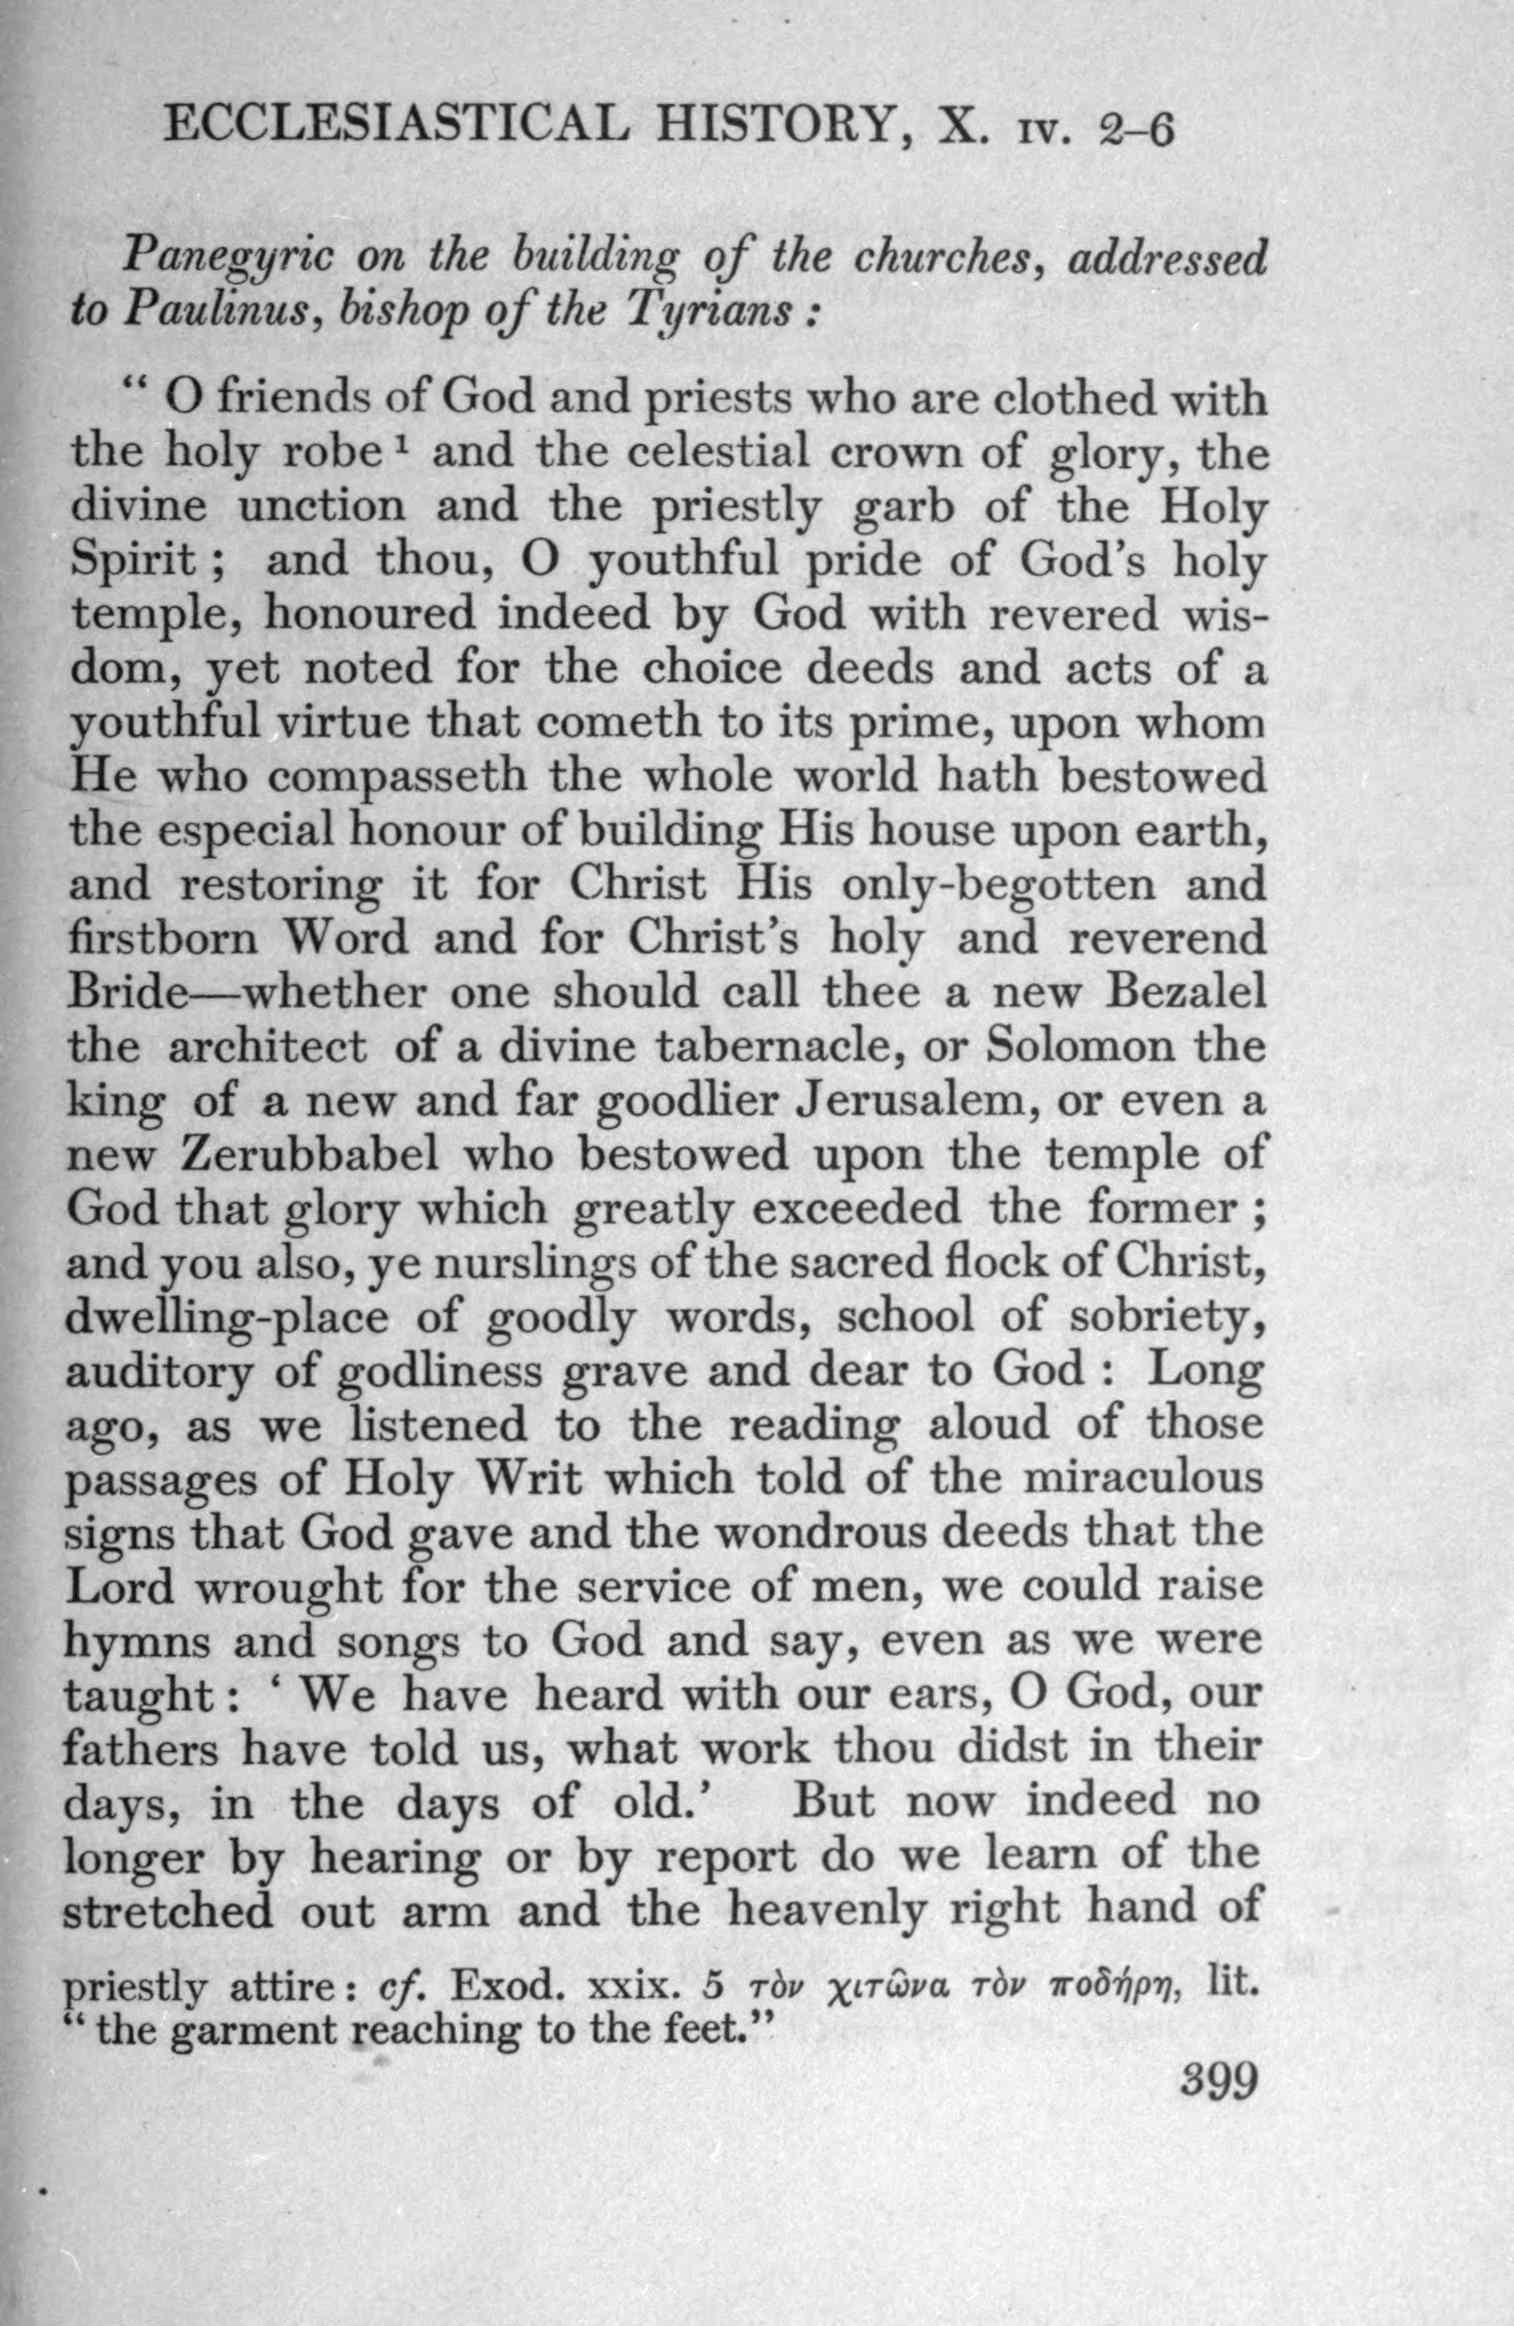 ECCLESIASTICAL HISTORY, X. IV. 2–6
Panegyric on the building of the churches, addressed
to Paulinus, bishop of the Tyrians :
“ O friends of God and priests who are clothed with
the holy robe ¹ and the celestial crown of glory, the
divine unction and the priestly garb of the Holy
Spirit ; and thou, O youthful pride of God’s holy
temple, honoured indeed by God with revered wis-
dom, yet noted for the choice deeds and acts of a
youthful virtue that cometh to its prime, upon whom
He who compasseth the whole world hath bestowed
the especial honour of building His house upon earth,
and restoring it for Christ His only-begotten and
firstborn Word and for Christ’s holy and reverend
Bride—whether one should call thee a new Bezalel
the architect of a divine tabernacle, or Solomon the
king of a new and far goodlier Jerusalem, or even a
new Zerubbabel who bestowed upon the temple of
God that glory which greatly exceeded the former ;
and you also, ye nurslings of the sacred flock of Christ,
dwelling-place of goodly words, school of sobriety,
auditory of godliness grave and dear to God : Long
ago, as we listened to the reading aloud of those
passages of Holy Writ which told of the miraculous
signs that God gave and the wondrous deeds that the
Lord wrought for the service of men, we could raise
hymns and songs to God and say, even as we were
taught : ‘ We have heard with our ears, O God, our
fathers have told us, what work thou didst in their
days, in the days of old.’ But now indeed no
longer by hearing or by report do we learn of the
stretched out arm and the heavenly right hand of
priestly attire : cf. Exod. xxix. 5 τὸν χιτῶνα τὸν ποδήρη, lit.
“ the garment reaching to the feet.”
399